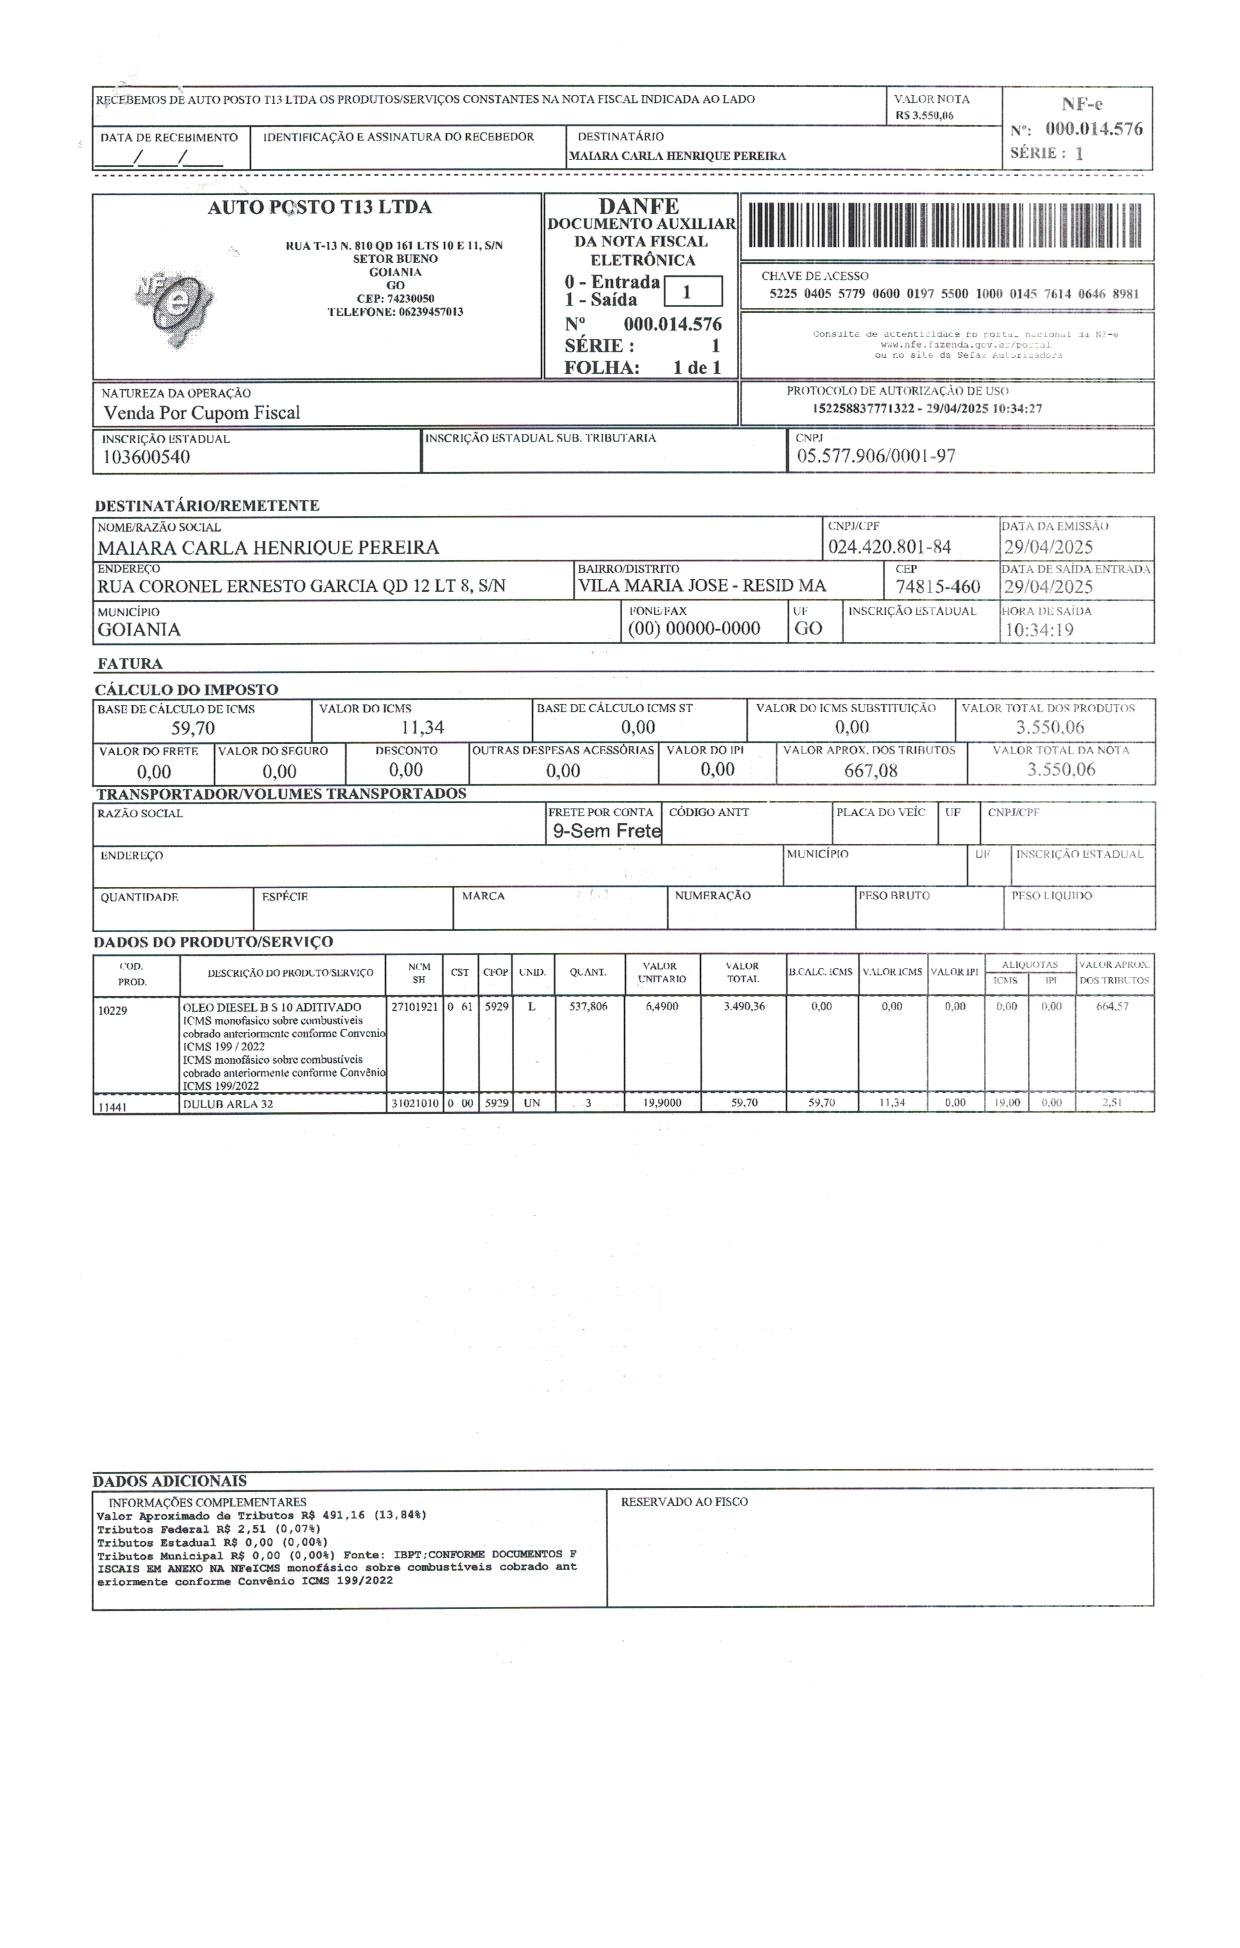 RECEBEMOS DE AUTO POSTO T13 LTDA OS PRODUTOS/SERVIÇOS CONSTANTES NA NOTA FISCAL INDICADA AO LADO
VALOR NOTA
R$ 3.550,06
NF-e
Nº: 000.014.576
SÉRIE : 1
DATA DE RECEBIMENTO
___/___/___
IDENTIFICAÇÃO E ASSINATURA DO RECEBEDOR
DESTINATÁRIO
MAIARA CARLA HENRIQUE PEREIRA
AUTO POSTO T13 LTDA
RUA T-13 N. 810 QD 161 LTS 10 E 11, S/N
SETOR BUENO
GOIANIA
GO
CEP: 74230050
TELEFONE: 06239457013
NF e
DANFE
DOCUMENTO AUXILIAR
DA NOTA FISCAL
ELETRÔNICA
0 - Entrada
1 - Saída
1
Nº 000.014.576
SÉRIE : 1
FOLHA: 1 de 1
CHAVE DE ACESSO
5225 0405 5779 0600 0197 5500 1000 0145 7614 0646 8981
Consulta de autenticidade no portal nacional da NF-e
www.nfe.fazenda.gov.br/portal
ou no site da Sefaz Autorizadora
NATUREZA DA OPERAÇÃO
Venda Por Cupom Fiscal
PROTOCOLO DE AUTORIZAÇÃO DE USO
152258837771322 - 29/04/2025 10:34:27
INSCRIÇÃO ESTADUAL
103600540
INSCRIÇÃO ESTADUAL SUB. TRIBUTARIA
CNPJ
05.577.906/0001-97
DESTINATÁRIO/REMETENTE
NOME/RAZÃO SOCIAL
MAIARA CARLA HENRIQUE PEREIRA
CNPJ/CPF
024.420.801-84
DATA DA EMISSÃO
29/04/2025
ENDEREÇO
RUA CORONEL ERNESTO GARCIA QD 12 LT 8, S/N
BAIRRO/DISTRITO
VILA MARIA JOSE - RESID MA
CEP
74815-460
DATA DE SAÍDA ENTRADA
29/04/2025
MUNICÍPIO
GOIANIA
FONE/FAX
(00) 00000-0000
UF
GO
INSCRIÇÃO ESTADUAL
HORA DE SAÍDA
10:34:19
FATURA
CÁLCULO DO IMPOSTO
BASE DE CÁLCULO DE ICMS
59,70
VALOR DO ICMS
11,34
BASE DE CÁLCULO ICMS ST
0,00
VALOR DO ICMS SUBSTITUIÇÃO
0,00
VALOR TOTAL DOS PRODUTOS
3.550,06
VALOR DO FRETE
0,00
VALOR DO SEGURO
0,00
DESCONTO
0,00
OUTRAS DESPESAS ACESSÓRIAS
0,00
VALOR DO IPI
0,00
VALOR APROX. DOS TRIBUTOS
667,08
VALOR TOTAL DA NOTA
3.550,06
TRANSPORTADOR/VOLUMES TRANSPORTADOS
RAZÃO SOCIAL
FRETE POR CONTA
9-Sem Frete
CÓDIGO ANTT
PLACA DO VEÍC
UF
CNPJ/CPF
ENDEREÇO
MUNICÍPIO
UF
INSCRIÇÃO ESTADUAL
QUANTIDADE
ESPÉCIE
MARCA
NUMERAÇÃO
PESO BRUTO
PESO LIQUIDO
DADOS DO PRODUTO/SERVIÇO
COD. PROD. DESCRIÇÃO DO PRODUTO/SERVIÇO NCM SH CST CFOP UNID. QUANT. VALOR UNITARIO VALOR TOTAL B.CALC. ICMS VALOR ICMS VALOR IPI ALIQUOTAS ICMS IPI VALOR APROX. DOS TRIBUTOS
10229 OLEO DIESEL B S 10 ADITIVADO 27101921 0 61 5929 L 537,806 6,4900 3.490,36 0,00 0,00 0,00 0,00 0,00 664,57
ICMS monofasico sobre combustiveis
cobrado anteriormente conforme Convenio
ICMS 199 / 2022
ICMS monofásico sobre combustíveis
cobrado anteriormente conforme Convênio
ICMS 199/2022
11441 DULUB ARLA 32 31021010 0 00 5929 UN 3 19,9000 59,70 59,70 11,34 0,00 19,00 0,00 2,51
DADOS ADICIONAIS
INFORMAÇÕES COMPLEMENTARES
Valor Aproximado de Tributos R$ 491,16 (13,84%)
Tributos Federal R$ 2,51 (0,07%)
Tributos Estadual R$ 0,00 (0,00%)
Tributos Municipal R$ 0,00 (0,00%) Fonte: IBPT;CONFORME DOCUMENTOS F
ISCAIS EM ANEXO NA NFeICMS monofásico sobre combustíveis cobrado ant
eriormente conforme Convênio ICMS 199/2022
RESERVADO AO FISCO